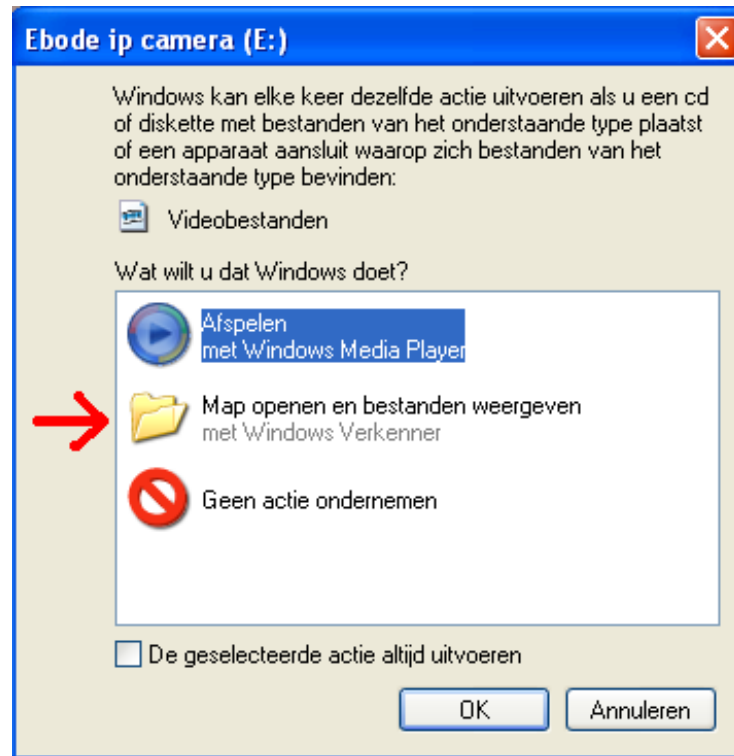 Ebode ip camera (E:)
Windows kan elke keer dezelfde actie uitvoeren als u een cd
of diskette met bestanden van het onderstaande type plaatst
of een apparaat aansluit waarop zich bestanden van het
onderstaande type bevinden:
Videobestanden
Wat wilt u dat Windows doet?
Afspelen
met Windows Media Player
Map openen en bestanden weergeven
met Windows Verkenner
Geen actie ondernemen
De geselecteerde actie altijd uitvoeren
OK
Annuleren